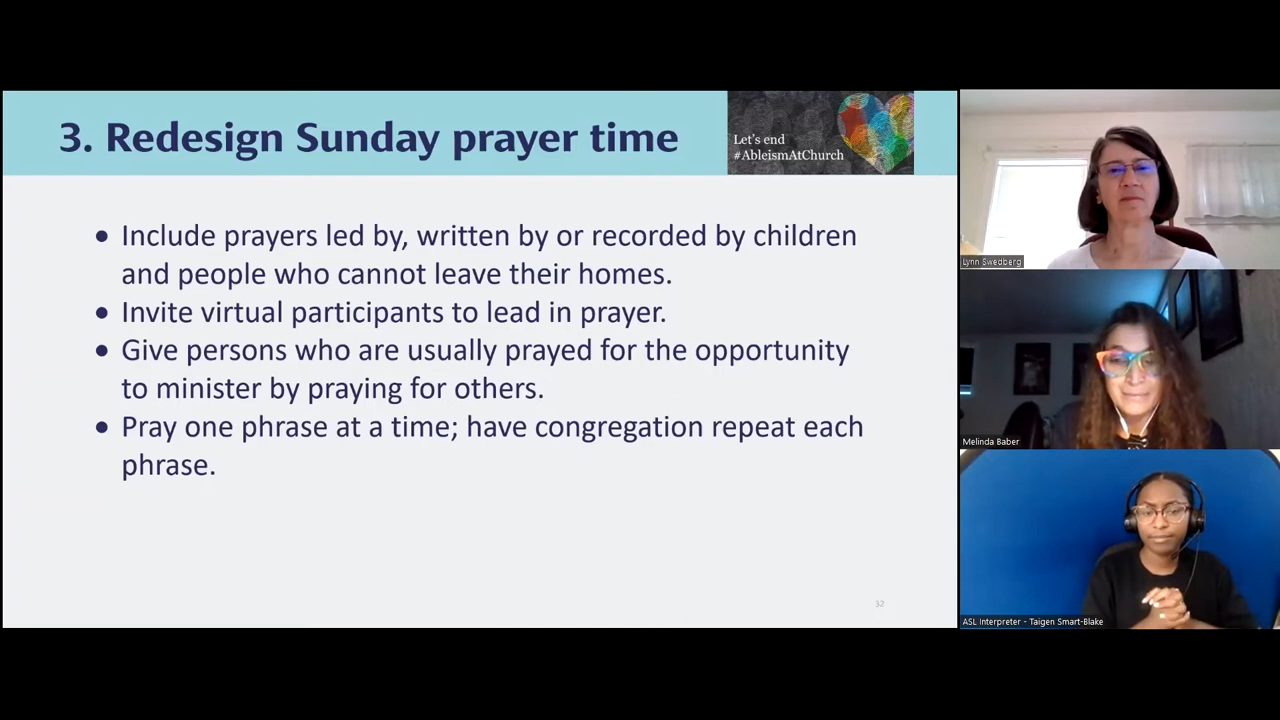 3. Redesign Sunday prayer time
Let's end
#AbleismAtChurch
• Include prayers led by, written by or recorded by children
and people who cannot leave their homes.
• Invite virtual participants to lead in prayer.
• Give persons who are usually prayed for the opportunity
to minister by praying for others.
• Pray one phrase at a time; have congregation repeat each
phrase.
32
Lynn Swedberg
Melinda Baber
ASL Interpreter - Taigen Smart-Blake